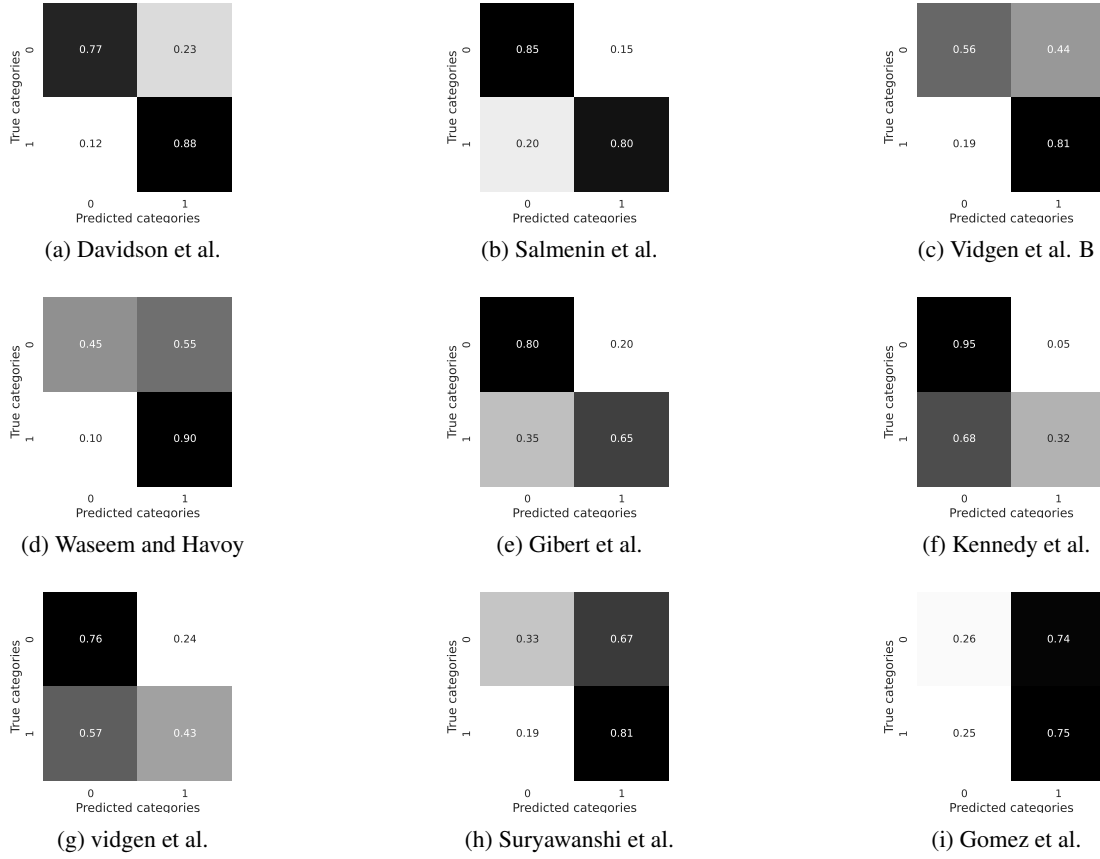 True categories
0
0.77
0.23
1
0.12
0.88
0
1
Predicted categories
(a) Davidson et al.
True categories
0
0.85
0.15
1
0.20
0.80
0
1
Predicted categories
(b) Salmenin et al.
True categories
0
0.56
0.44
1
0.19
0.81
0
1
Predicted categories
(c) Vidgen et al. B
True categories
0
0.45
0.55
1
0.10
0.90
0
1
Predicted categories
(d) Waseem and Havoy
True categories
0
0.80
0.20
1
0.35
0.65
0
1
Predicted categories
(e) Gibert et al.
True categories
0
0.95
0.05
1
0.68
0.32
0
1
Predicted categories
(f) Kennedy et al.
True categories
0
0.76
0.24
1
0.57
0.43
0
1
Predicted categories
(g) vidgen et al.
True categories
0
0.33
0.67
1
0.19
0.81
0
1
Predicted categories
(h) Suryawanshi et al.
True categories
0
0.26
0.74
1
0.25
0.75
0
1
Predicted categories
(i) Gomez et al.